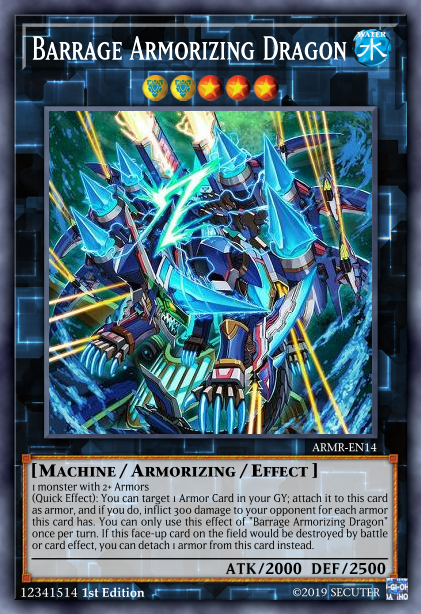 BARRAGE ARMORIZING DRAGON
WATER
水
ARMR-EN14
[MACHINE / ARMORIZING / EFFECT ]
1 monster with 2+ Armors
(Quick Effect): You can target 1 Armor Card in your GY; attach it to this card
as armor, and if you do, inflict 300 damage to your opponent for each armor
this card has. You can only use this effect of "Barrage Armorizing Dragon"
once per turn. If this face-up card on the field would be destroyed by battle
or card effect, you can detach 1 armor from this card instead.
ATK/2000 DEF/2500
12341514 1st Edition
©2019 SECUTER